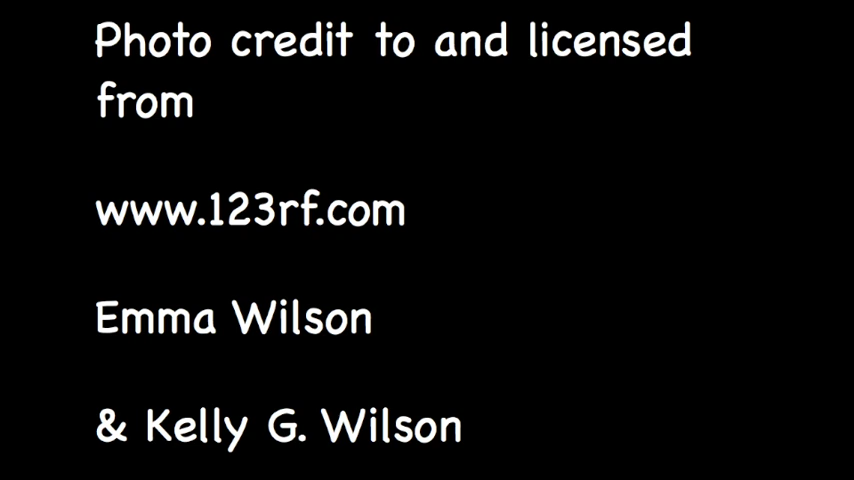 Photo credit to and licensed
from
www.123rf.com
Emma Wilson
& Kelly G. Wilson